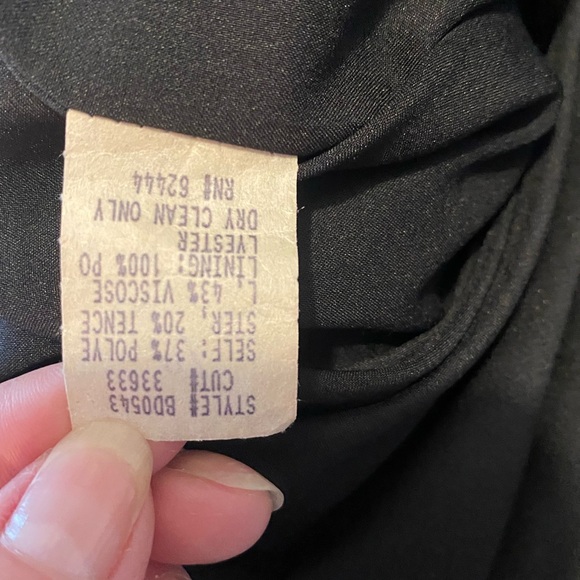 STYLE# BD0543
CUT# 33633
SELF: 37% POLYE
STER, 20% TENCE
L, 43% VISCOSE
LINING: 100% PO
LYESTER
DRY CLEAN ONLY
RN# 62444